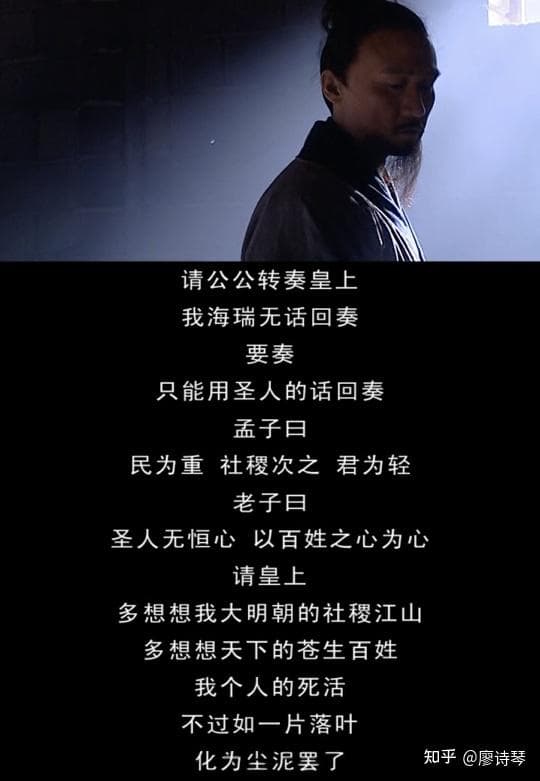 请公公转奏皇上
我海瑞无话回奏
要奏
只能用圣人的话回奏
孟子曰
民为重 社稷次之 君为轻
老子曰
圣人无恒心 以百姓之心为心
请皇上
多想想我大明朝的社稷江山
多想想天下的苍生百姓
我个人的死活
不过如一片落叶
化为尘泥罢了
知乎 @廖诗琴